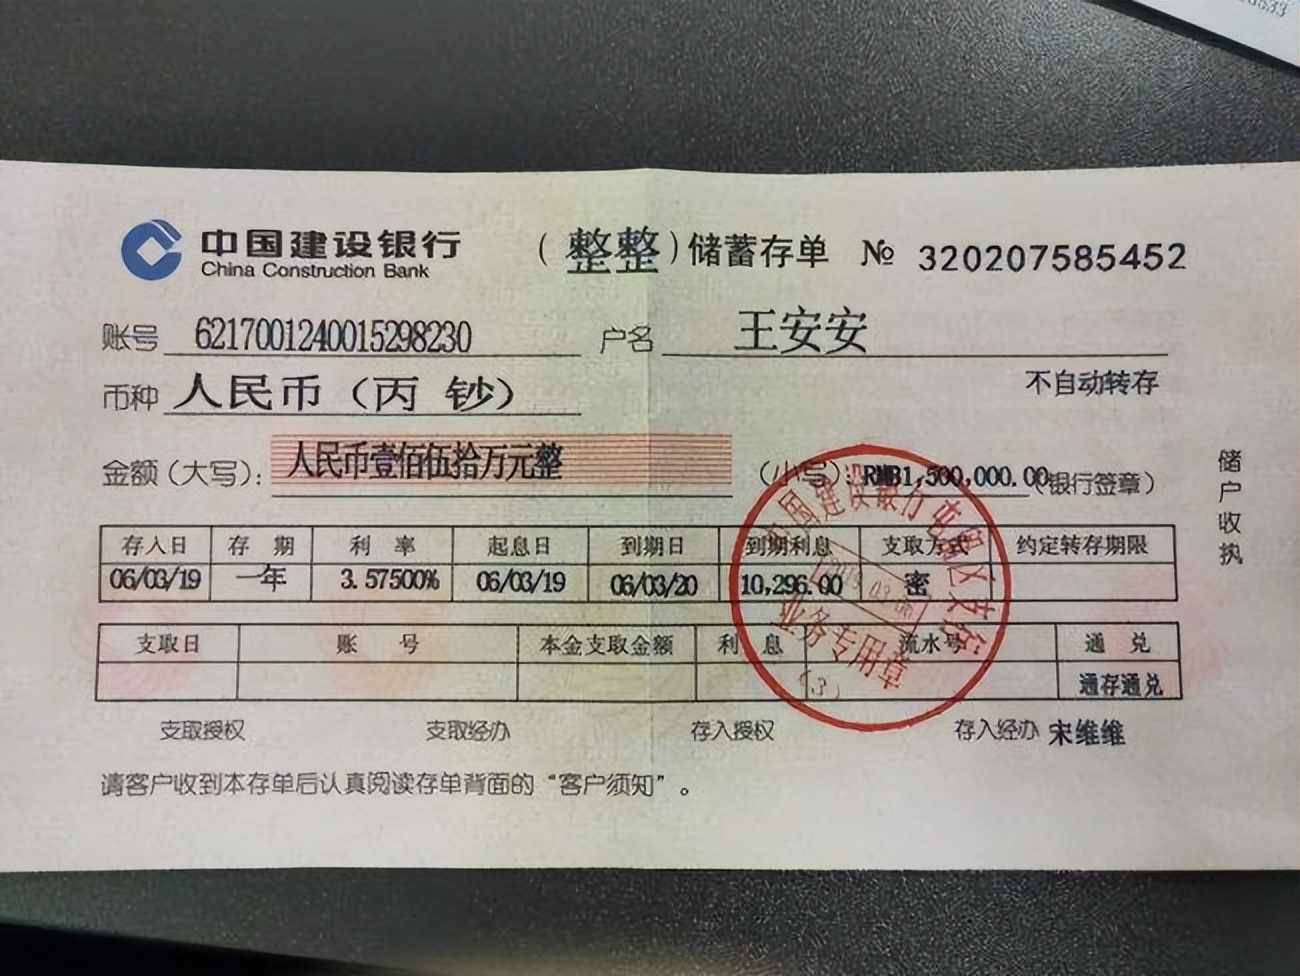 中国建设银行 (整整)储蓄存单 № 320207585452
China Construction Bank
账号 6217001240015298230 户名 王安安
币种 人民币（丙 钞） 不自动转存
金额(大写)： 人民币壹佰伍拾万元整 (小写)： RMB1,500,000.00 (银行签章)
储户收执
存入日 存 期 利 率 起息日 到期日 到期利息 支取方式 约定转存期限
06/03/19 一年 3.57500% 06/03/19 06/03/20 10,296.00 密
支取日 账 号 本金支取金额 利 息 流水号 通 兑
通存通兑
支取授权 支取经办 存入授权 存入经办 宋维维
请客户收到本存单后认真阅读存单背面的“客户须知”。
业务专用章
(3)